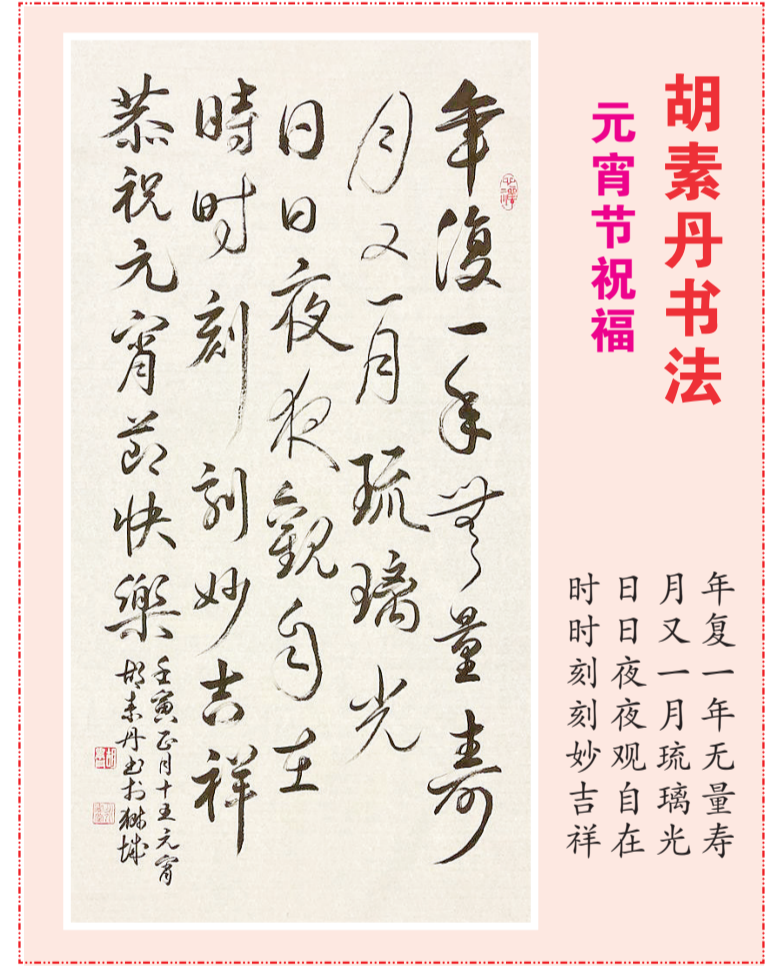 胡素丹书法
元宵节祝福
年复一年无量寿
月又一月琉璃光
日日夜夜观自在
时时刻刻妙吉祥
年復一年無量壽
月又一月琉璃光
日日夜夜觀自在
時时刻刻妙吉祥
恭祝元宵節快樂
壬寅正月十五元宵
胡素丹书於